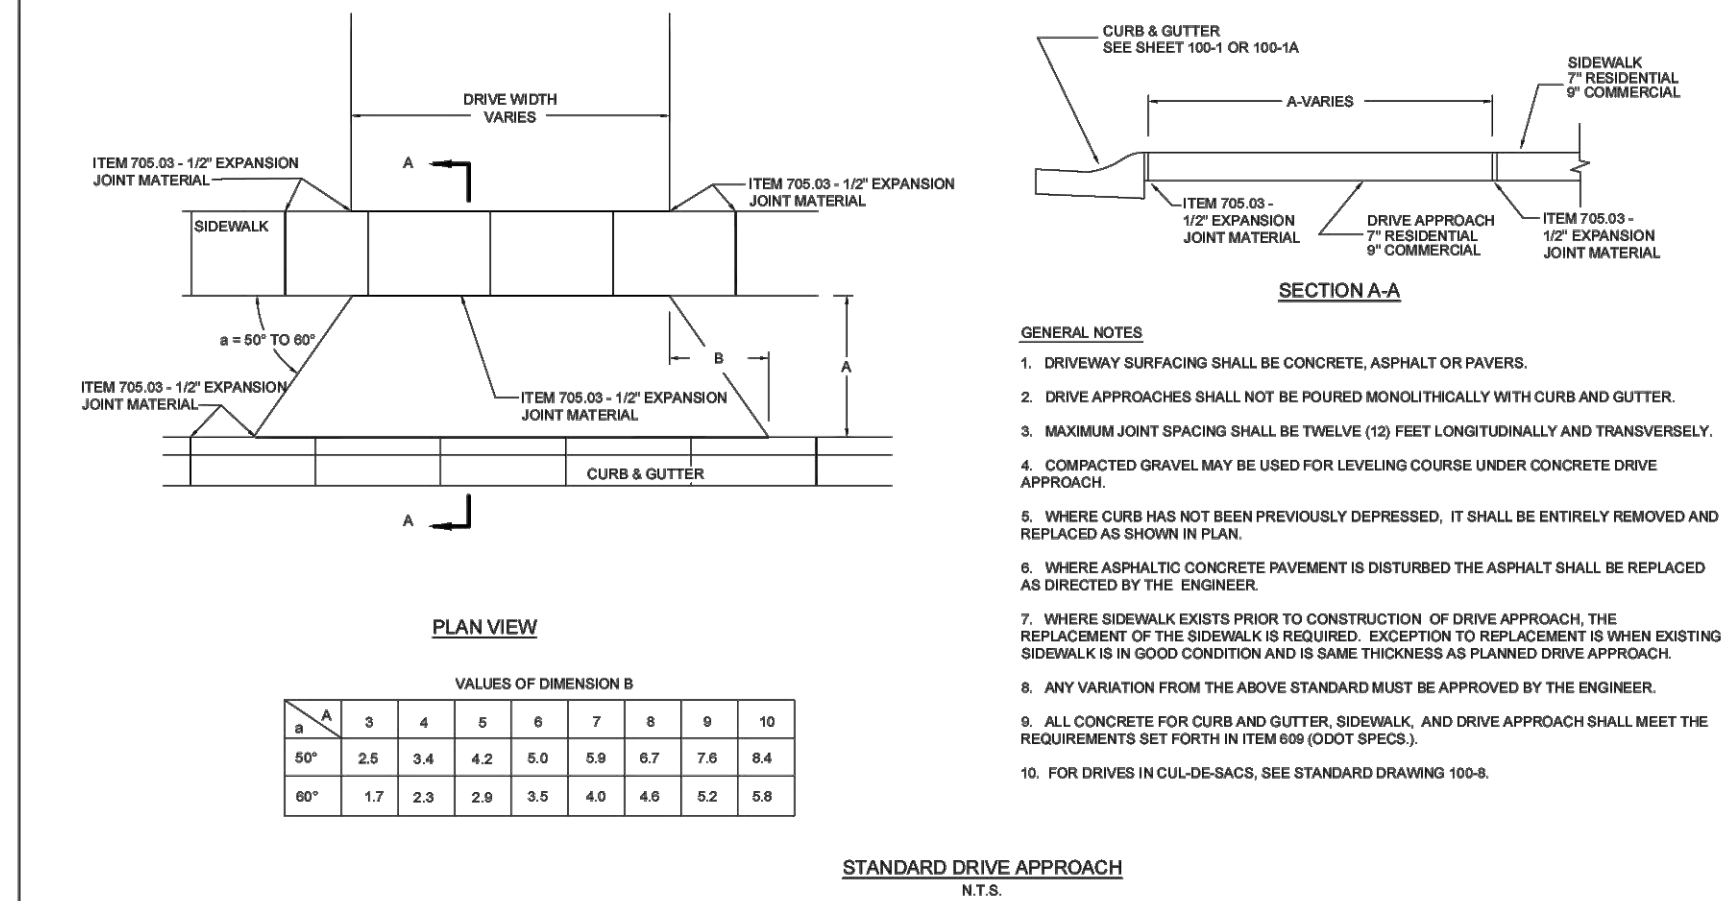 DRIVE WIDTH
VARIES
A
ITEM 705.03 - 1/2" EXPANSION
JOINT MATERIAL
ITEM 705.03 - 1/2" EXPANSION
JOINT MATERIAL
SIDEWALK
a = 50° TO 60°
B
A
ITEM 705.03 - 1/2" EXPANSION
JOINT MATERIAL
ITEM 705.03 - 1/2" EXPANSION
JOINT MATERIAL
CURB & GUTTER
A
PLAN VIEW
VALUES OF DIMENSION B
a A 3 4 5 6 7 8 9 10
50° 2.5 3.4 4.2 5.0 5.9 6.7 7.6 8.4
60° 1.7 2.3 2.9 3.5 4.0 4.6 5.2 5.8
CURB & GUTTER
SEE SHEET 100-1 OR 100-1A
SIDEWALK
7" RESIDENTIAL
9" COMMERCIAL
A-VARIES
ITEM 705.03 -
1/2" EXPANSION
JOINT MATERIAL
DRIVE APPROACH
7" RESIDENTIAL
9" COMMERCIAL
ITEM 705.03 -
1/2" EXPANSION
JOINT MATERIAL
SECTION A-A
GENERAL NOTES
1. DRIVEWAY SURFACING SHALL BE CONCRETE, ASPHALT OR PAVERS.
2. DRIVE APPROACHES SHALL NOT BE POURED MONOLITHICALLY WITH CURB AND GUTTER.
3. MAXIMUM JOINT SPACING SHALL BE TWELVE (12) FEET LONGITUDINALLY AND TRANSVERSELY.
4. COMPACTED GRAVEL MAY BE USED FOR LEVELING COURSE UNDER CONCRETE DRIVE
APPROACH.
5. WHERE CURB HAS NOT BEEN PREVIOUSLY DEPRESSED, IT SHALL BE ENTIRELY REMOVED AND
REPLACED AS SHOWN IN PLAN.
6. WHERE ASPHALTIC CONCRETE PAVEMENT IS DISTURBED THE ASPHALT SHALL BE REPLACED
AS DIRECTED BY THE ENGINEER.
7. WHERE SIDEWALK EXISTS PRIOR TO CONSTRUCTION OF DRIVE APPROACH, THE
REPLACEMENT OF THE SIDEWALK IS REQUIRED. EXCEPTION TO REPLACEMENT IS WHEN EXISTING
SIDEWALK IS IN GOOD CONDITION AND IS SAME THICKNESS AS PLANNED DRIVE APPROACH.
8. ANY VARIATION FROM THE ABOVE STANDARD MUST BE APPROVED BY THE ENGINEER.
9. ALL CONCRETE FOR CURB AND GUTTER, SIDEWALK, AND DRIVE APPROACH SHALL MEET THE
REQUIREMENTS SET FORTH IN ITEM 609 (ODOT SPECS.).
10. FOR DRIVES IN CUL-DE-SACS, SEE STANDARD DRAWING 100-8.
STANDARD DRIVE APPROACH
N.T.S.